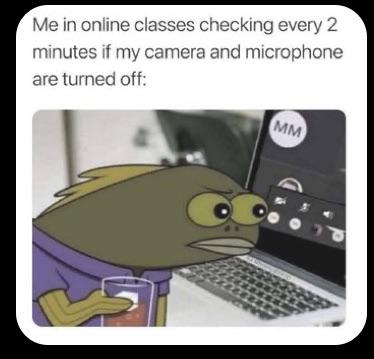 Me in online classes checking every 2
minutes if my camera and microphone
are turned off:
MM